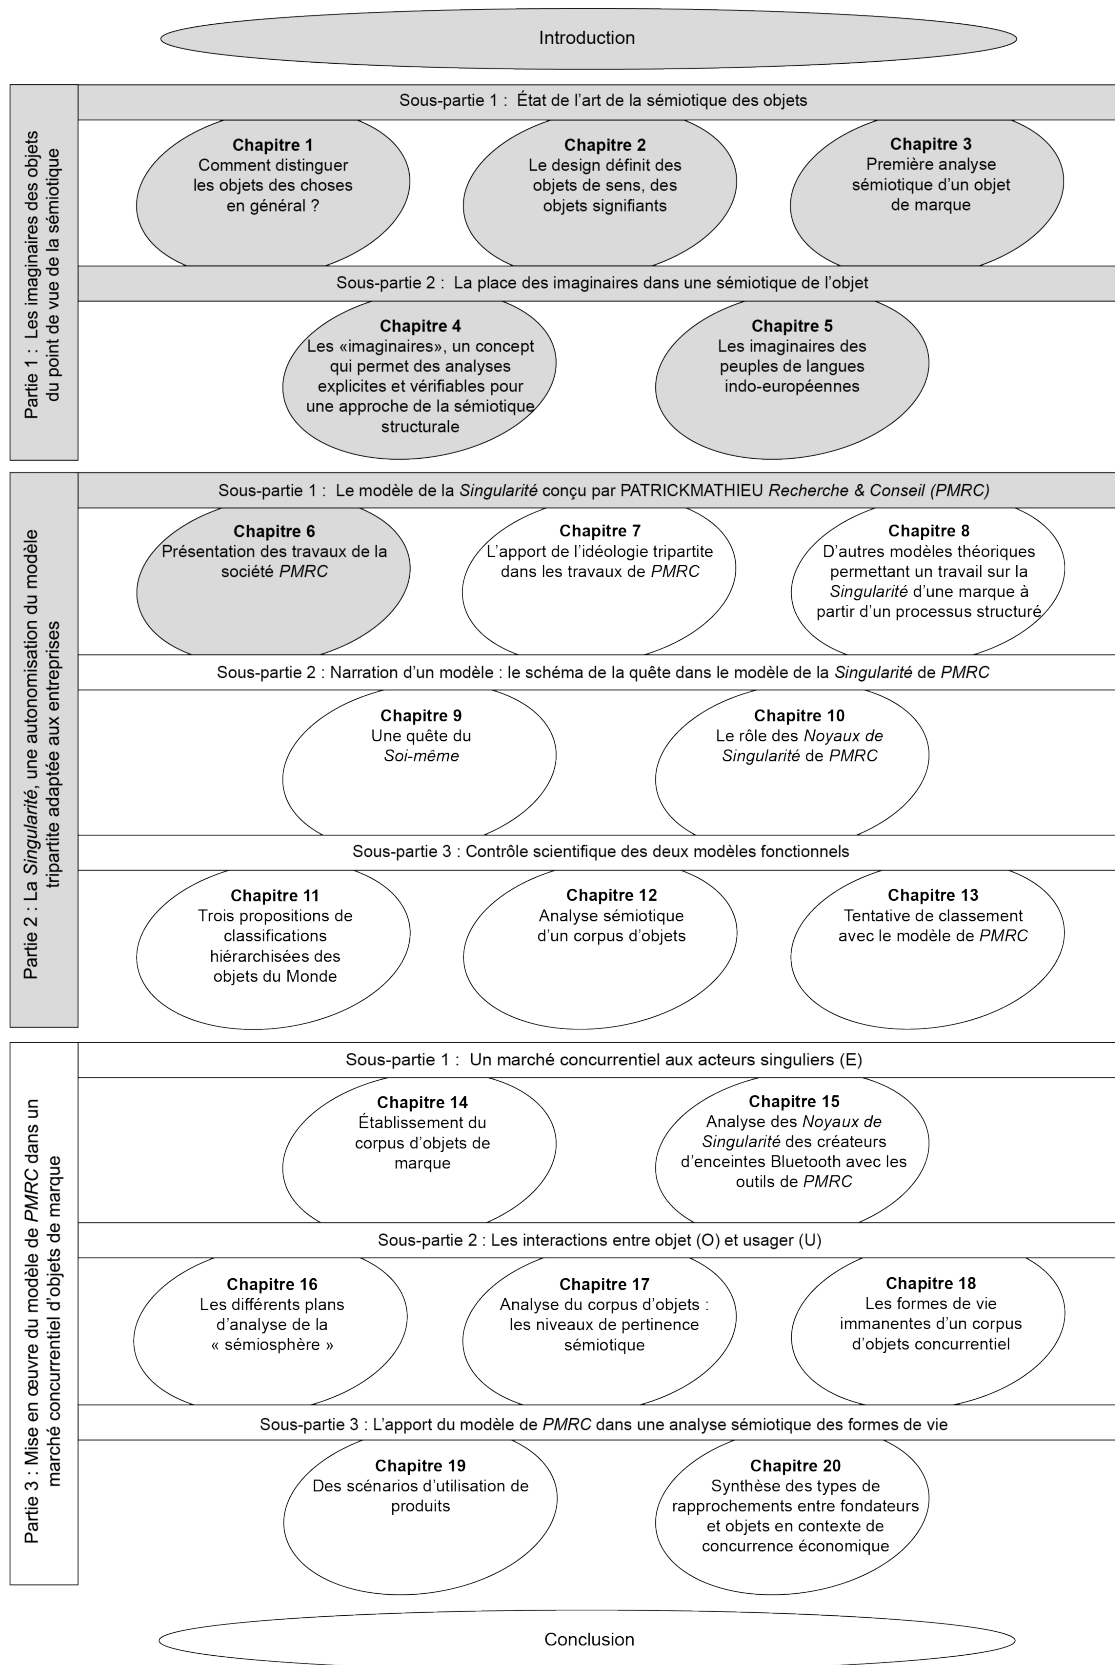 Introduction
Partie 1 : Les imaginaires des objets
du point de vue de la sémiotique
Sous-partie 1 : État de l’art de la sémiotique des objets
Chapitre 1
Comment distinguer
les objets des choses
en général ?
Chapitre 2
Le design définit des
objets de sens, des
objets signifiants
Chapitre 3
Première analyse
sémiotique d’un objet
de marque
Sous-partie 2 : La place des imaginaires dans une sémiotique de l’objet
Chapitre 4
Les «imaginaires», un concept
qui permet des analyses
explicites et vérifiables pour
une approche de la sémiotique
structurale
Chapitre 5
Les imaginaires des
peuples de langues
indo-européennes
Partie 2 : La Singularité, une autonomisation du modèle
tripartite adaptée aux entreprises
Sous-partie 1 : Le modèle de la Singularité conçu par PATRICKMATHIEU Recherche & Conseil (PMRC)
Chapitre 6
Présentation des travaux de la
société PMRC
Chapitre 7
L’apport de l’idéologie tripartite
dans les travaux de PMRC
Chapitre 8
D’autres modèles théoriques
permettant un travail sur la
Singularité d’une marque à
partir d’un processus structuré
Sous-partie 2 : Narration d’un modèle : le schéma de la quête dans le modèle de la Singularité de PMRC
Chapitre 9
Une quête du
Soi-même
Chapitre 10
Le rôle des Noyaux de
Singularité de PMRC
Sous-partie 3 : Contrôle scientifique des deux modèles fonctionnels
Chapitre 11
Trois propositions de
classifications
hiérarchisées des
objets du Monde
Chapitre 12
Analyse sémiotique
d’un corpus d’objets
Chapitre 13
Tentative de classement
avec le modèle de PMRC
Partie 3 : Mise en œuvre du modèle de PMRC dans un
marché concurrentiel d’objets de marque
Sous-partie 1 : Un marché concurrentiel aux acteurs singuliers (E)
Chapitre 14
Établissement du
corpus d’objets de
marque
Chapitre 15
Analyse des Noyaux de
Singularité des créateurs
d’enceintes Bluetooth avec les
outils de PMRC
Sous-partie 2 : Les interactions entre objet (O) et usager (U)
Chapitre 16
Les différents plans
d’analyse de la
« sémiosphère »
Chapitre 17
Analyse du corpus d’objets :
les niveaux de pertinence
sémiotique
Chapitre 18
Les formes de vie
immanentes d’un corpus
d’objets concurrentiel
Sous-partie 3 : L’apport du modèle de PMRC dans une analyse sémiotique des formes de vie
Chapitre 19
Des scénarios d’utilisation de
produits
Chapitre 20
Synthèse des types de
rapprochements entre fondateurs
et objets en contexte de
concurrence économique
Conclusion